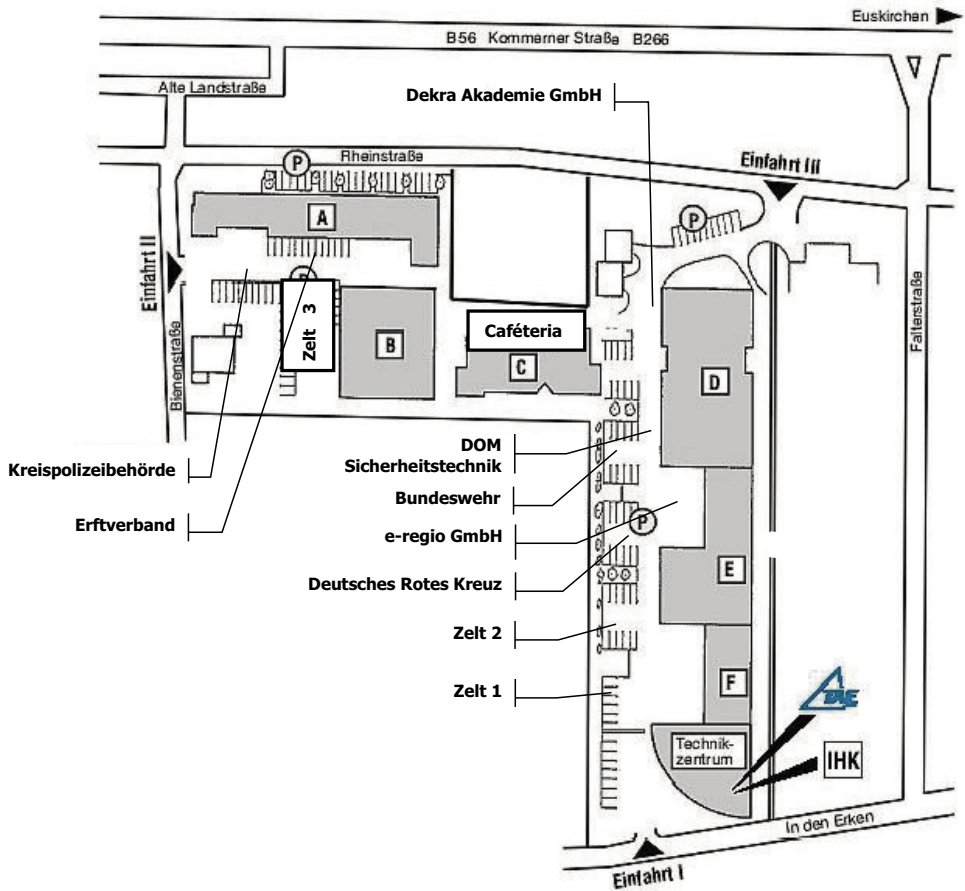 Euskirchen
B56 Kommerner Straße B266
Alte Landstraße
Dekra Akademie GmbH
Rheinstraße
P
Einfahrt III
A
P
Einfahrt II
Zelt 3
Caféteria
B
C
D
Bienenstraße
Falterstraße
Kreispolizeibehörde
DOM
Sicherheitstechnik
Bundeswehr
Erftverband
e-regio GmbH
P
E
Deutsches Rotes Kreuz
Zelt 2
F
Zelt 1
Technik-
zentrum
IHK
In den Erken
Einfahrt I